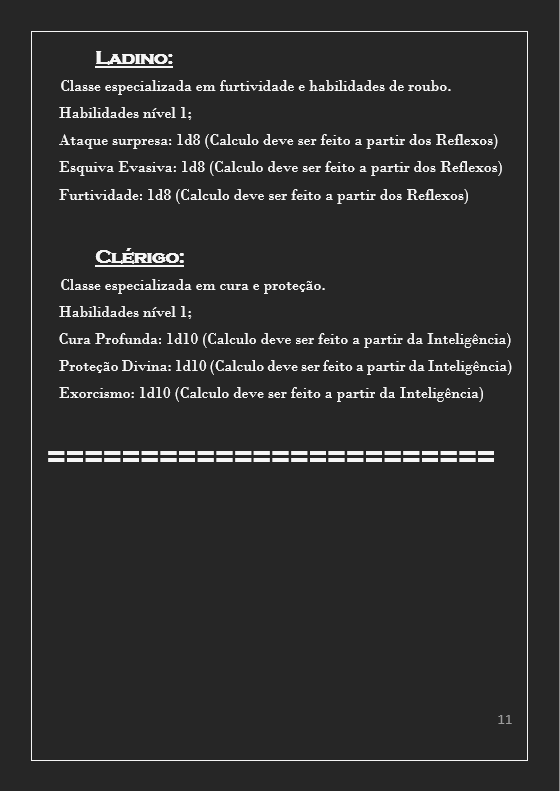 Ladino:
Classe especializada em furtividade e habilidades de roubo.
Habilidades nível 1;
Ataque surpresa: 1d8 (Calculo deve ser feito a partir dos Reflexos)
Esquiva Evasiva: 1d8 (Calculo deve ser feito a partir dos Reflexos)
Furtividade: 1d8 (Calculo deve ser feito a partir dos Reflexos)
Clérigo:
Classe especializada em cura e proteção.
Habilidades nível 1;
Cura Profunda: 1d10 (Calculo deve ser feito a partir da Inteligência)
Proteção Divina: 1d10 (Calculo deve ser feito a partir da Inteligência)
Exorcismo: 1d10 (Calculo deve ser feito a partir da Inteligência)
========================
11